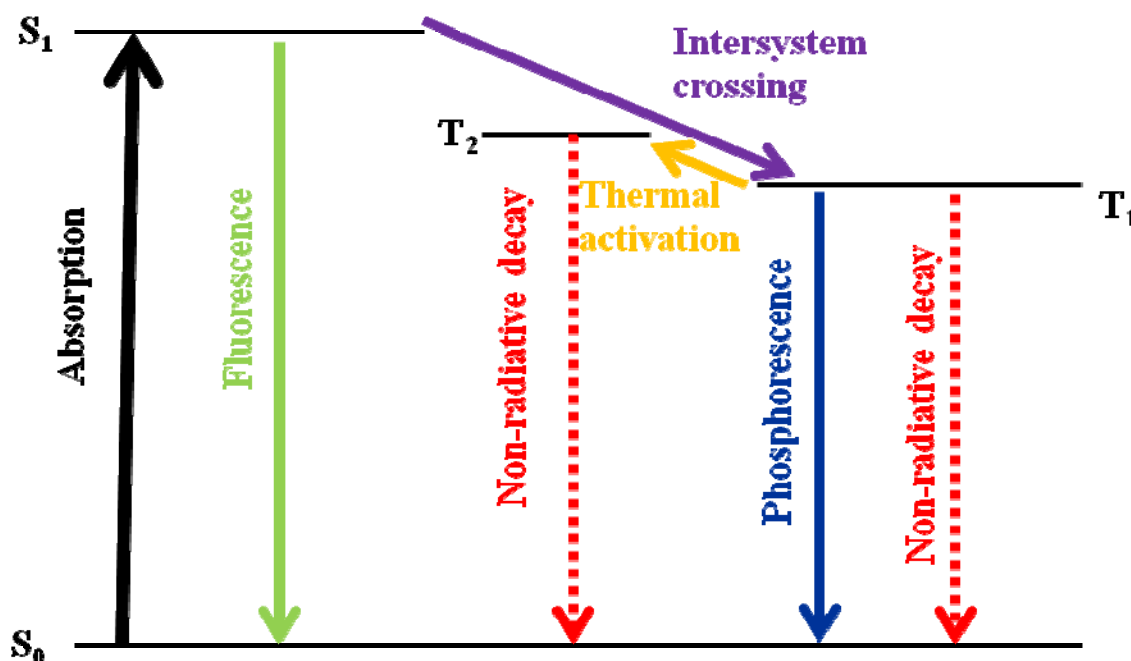 S₁
Intersystem
crossing
T₂
Thermal
activation
T₁
Absorption
Fluorescence
Non-radiative decay
Phosphorescence
Non-radiative decay
S₀